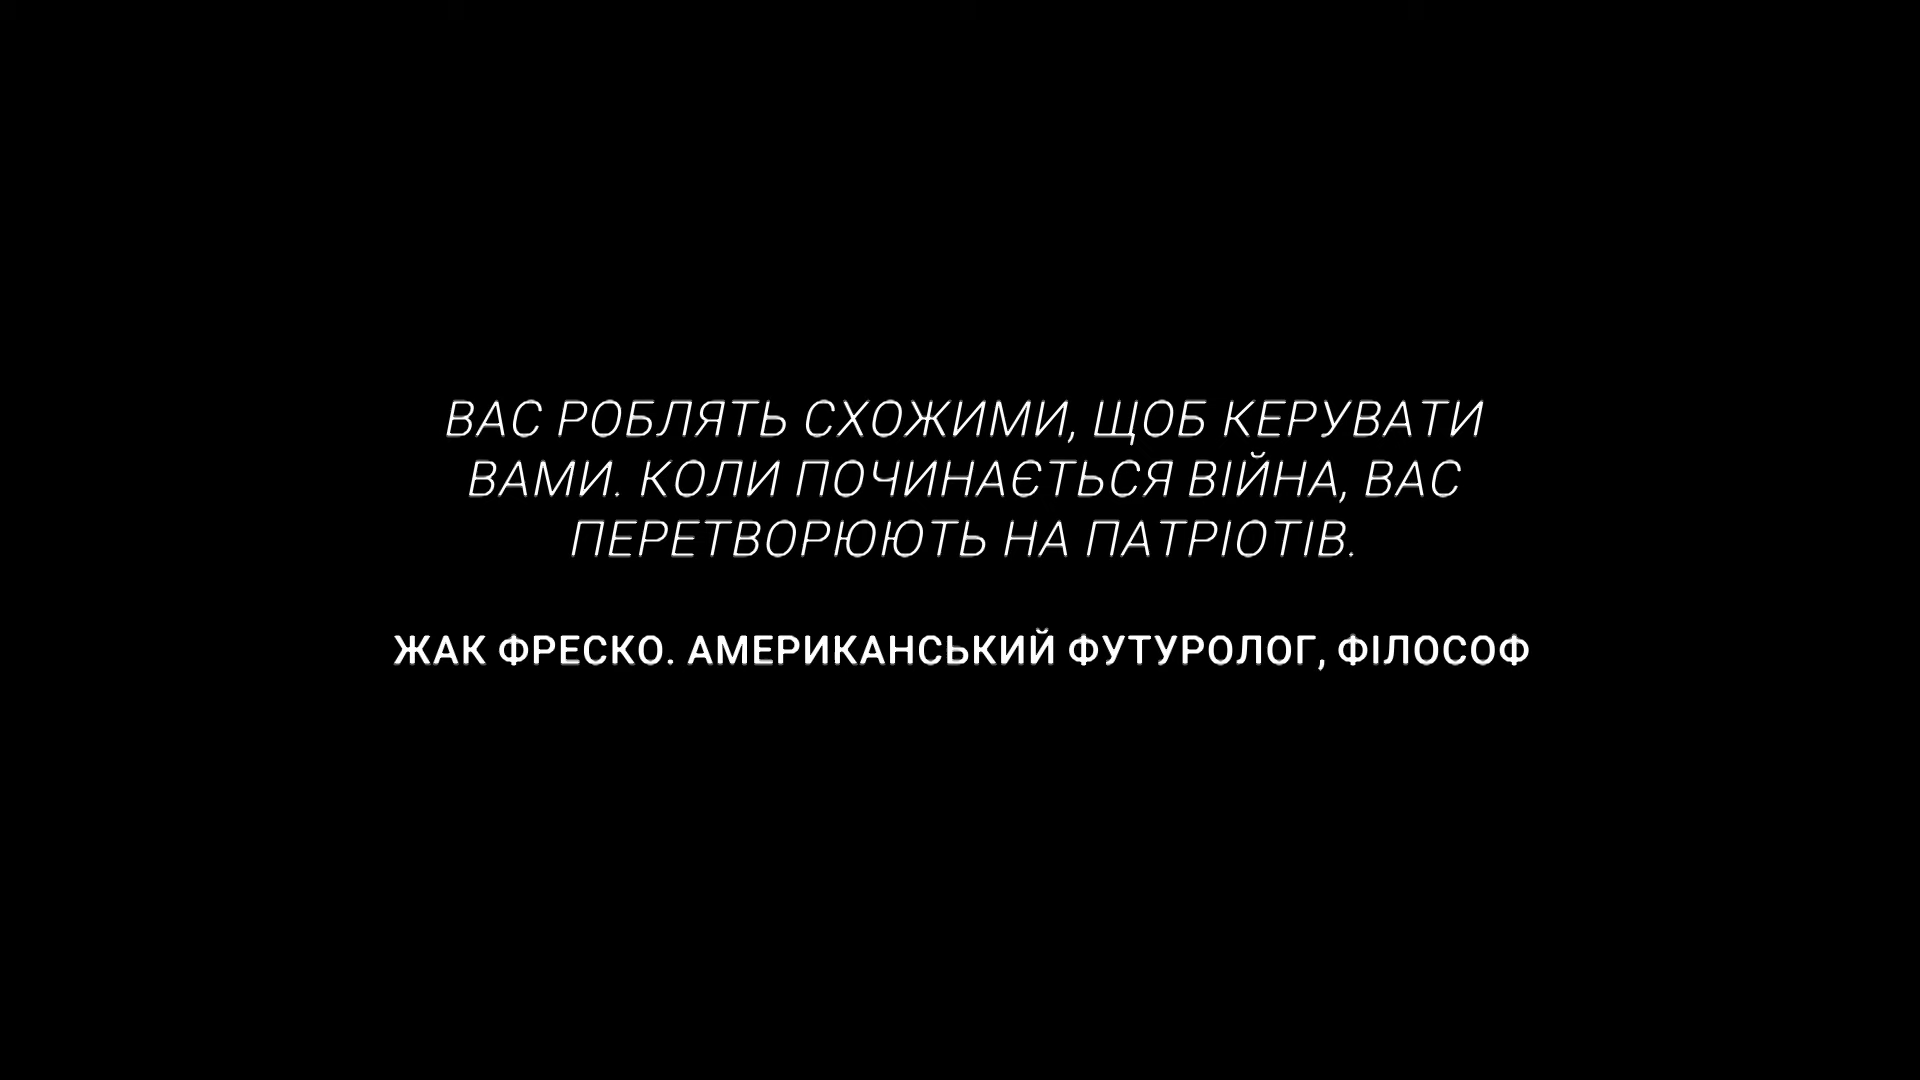 ВАС РОБЛЯТЬ СХОЖИМИ, ЩОБ КЕРУВАТИ
ВАМИ. КОЛИ ПОЧИНАЄТЬСЯ ВІЙНА, ВАС
ПЕРЕТВОРЮЮТЬ НА ПАТРІОТІВ.
ЖАК ФРЕСКО. АМЕРИКАНСЬКИЙ ФУТУРОЛОГ, ФІЛОСОФ